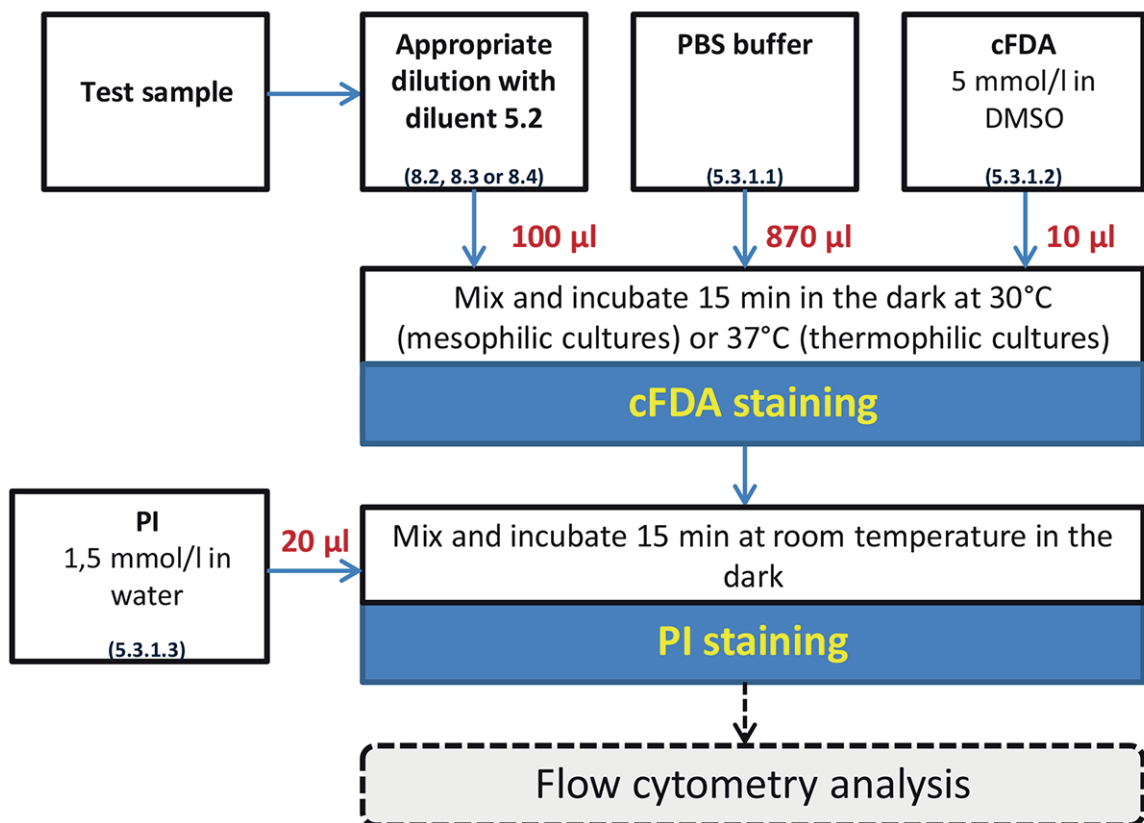 Test sample
Appropriate
dilution with
diluent 5.2
(8.2, 8.3 or 8.4)
PBS buffer
(5.3.1.1)
cFDA
5 mmol/l in
DMSO
(5.3.1.2)
100 µl
870 µl
10 µl
Mix and incubate 15 min in the dark at 30°C
(mesophilic cultures) or 37°C (thermophilic cultures)
cFDA staining
PI
1,5 mmol/l in
water
(5.3.1.3)
20 µl
Mix and incubate 15 min at room temperature in the
dark
PI staining
Flow cytometry analysis